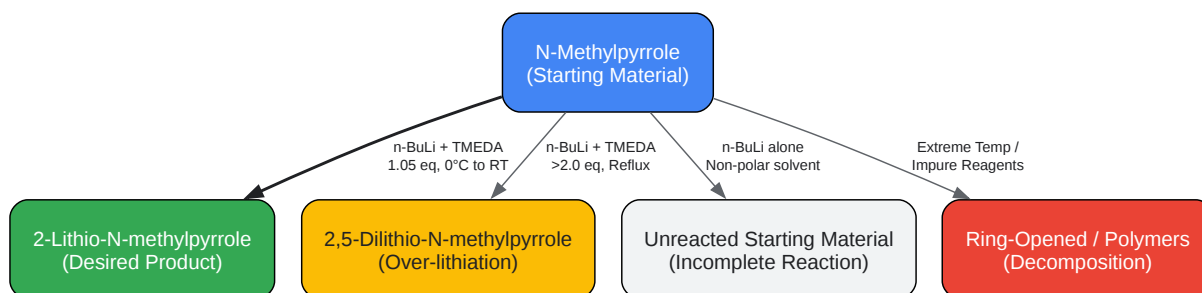 N-Methylpyrrole
(Starting Material)
n-BuLi + TMEDA
1.05 eq, 0°C to RT
n-BuLi + TMEDA
>2.0 eq, Reflux
n-BuLi alone
Non-polar solvent
Extreme Temp /
Impure Reagents
2-Lithio-N-methylpyrrole
(Desired Product)
2,5-Dilithio-N-methylpyrrole
(Over-lithiation)
Unreacted Starting Material
(Incomplete Reaction)
Ring-Opened / Polymers
(Decomposition)